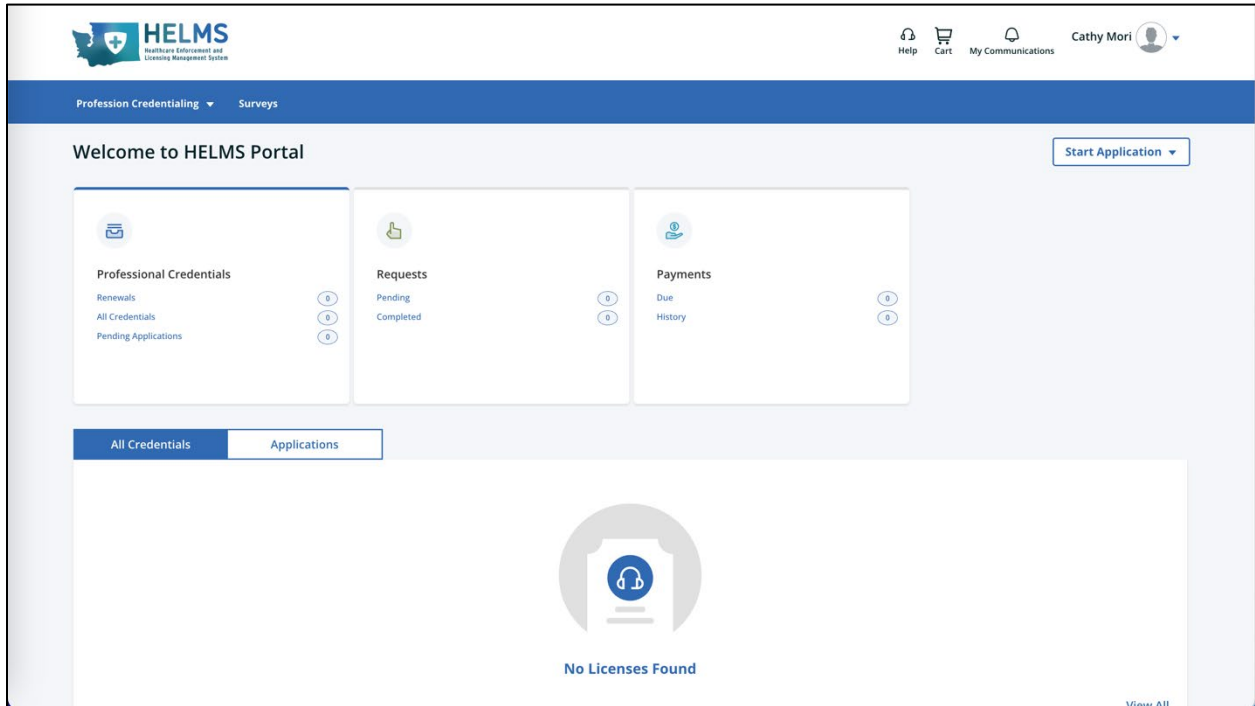 HELMS
Healthcare Enforcement and
Licensing Management System
Help
Cart
My Communications
Cathy Mori
Profession Credentialing
Surveys
Welcome to HELMS Portal
Start Application
Professional Credentials
Renewals 0
All Credentials 0
Pending Applications 0
Requests
Pending 0
Completed 0
Payments
Due 0
History 0
All Credentials
Applications
No Licenses Found
View All